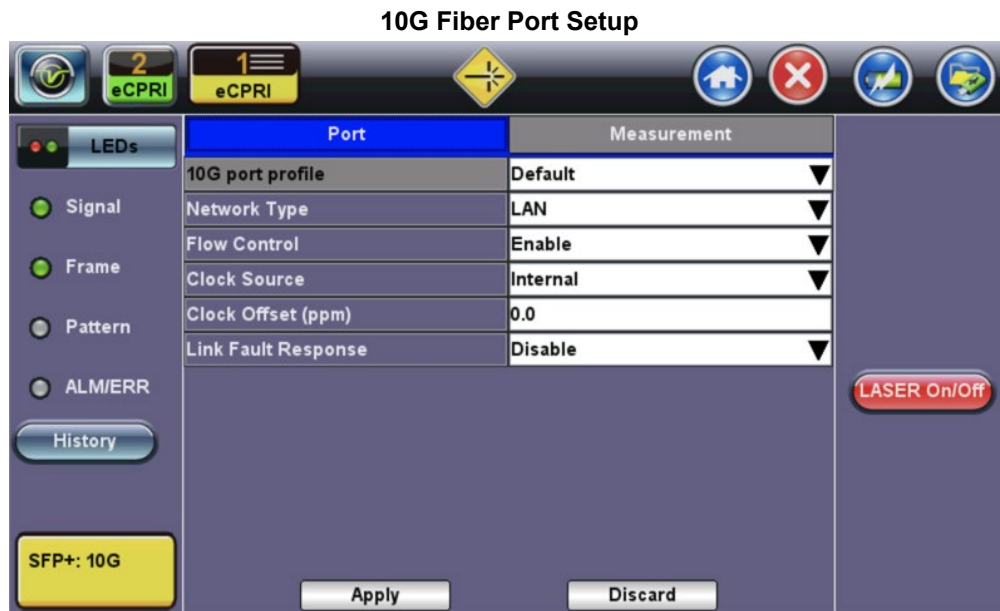 10G Fiber Port Setup
2 1
eCPRI eCPRI
LEDs Port Measurement
10G port profile Default
Signal Network Type LAN
Flow Control Enable
Frame Clock Source Internal
Clock Offset (ppm) 0.0
Pattern
Link Fault Response Disable
ALM/ERR LASER On/Off
History
SFP+: 10G
Apply Discard